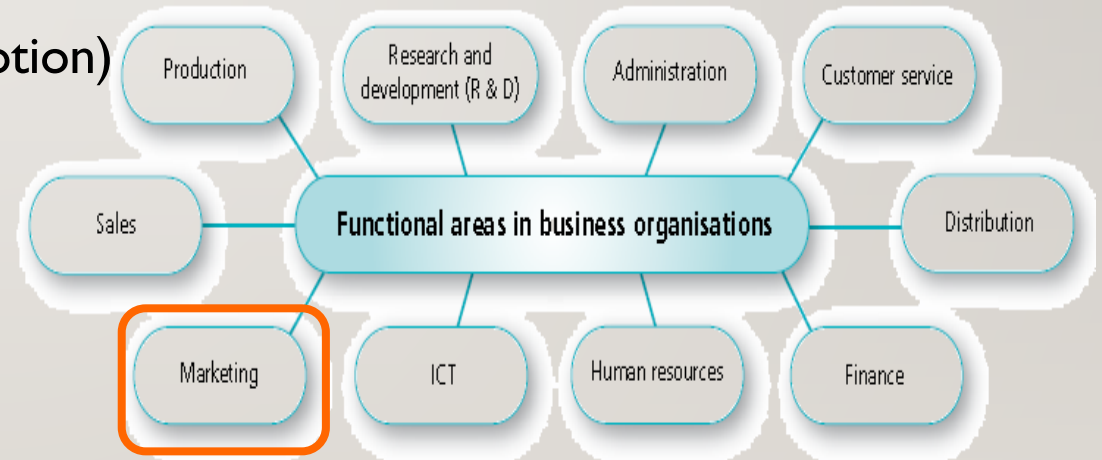 otion)
Production
Research and
development (R & D)
Administration
Customer service
Sales
Functional areas in business organisations
Distribution
Marketing
ICT
Human resources
Finance